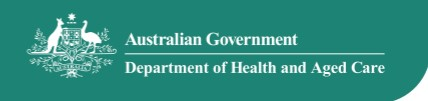 Australian Government
Department of Health and Aged Care